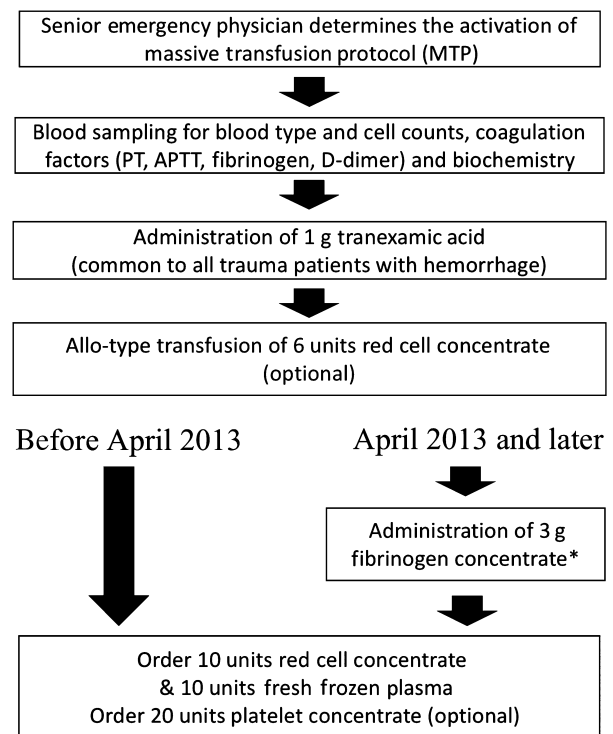 Senior emergency physician determines the activation of
massive transfusion protocol (MTP)
Blood sampling for blood type and cell counts, coagulation
factors (PT, APTT, fibrinogen, D-dimer) and biochemistry
Administration of 1 g tranexamic acid
(common to all trauma patients with hemorrhage)
Allo-type transfusion of 6 units red cell concentrate
(optional)
Before April 2013
April 2013 and later
Administration of 3 g
fibrinogen concentrate*
Order 10 units red cell concentrate
& 10 units fresh frozen plasma
Order 20 units platelet concentrate (optional)